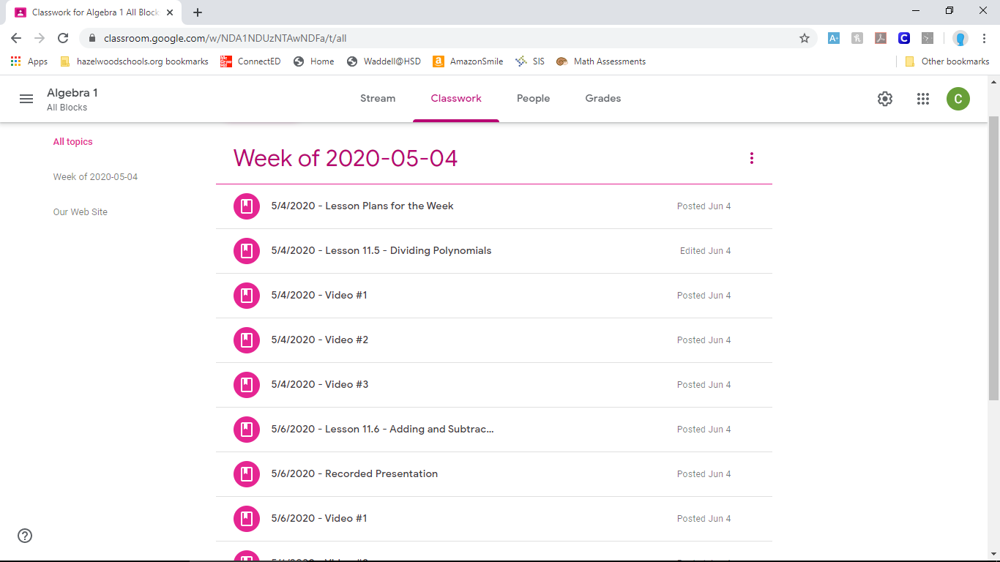 Classwork for Algebra 1 All Block
classroom.google.com/w/NDA1NDUzNTAwNDFa/t/all
Apps hazelwoodschools.org bookmarks ConnectED Home Waddell@HSD AmazonSmile SIS Math Assessments Other bookmarks
Algebra 1
All Blocks
Stream Classwork People Grades
C
All topics
Week of 2020-05-04
Our Web Site
Week of 2020-05-04
5/4/2020 - Lesson Plans for the Week Posted Jun 4
5/4/2020 - Lesson 11.5 - Dividing Polynomials Edited Jun 4
5/4/2020 - Video #1 Posted Jun 4
5/4/2020 - Video #2 Posted Jun 4
5/4/2020 - Video #3 Posted Jun 4
5/6/2020 - Lesson 11.6 - Adding and Subtrac... Posted Jun 4
5/6/2020 - Recorded Presentation Posted Jun 4
5/6/2020 - Video #1 Posted Jun 4